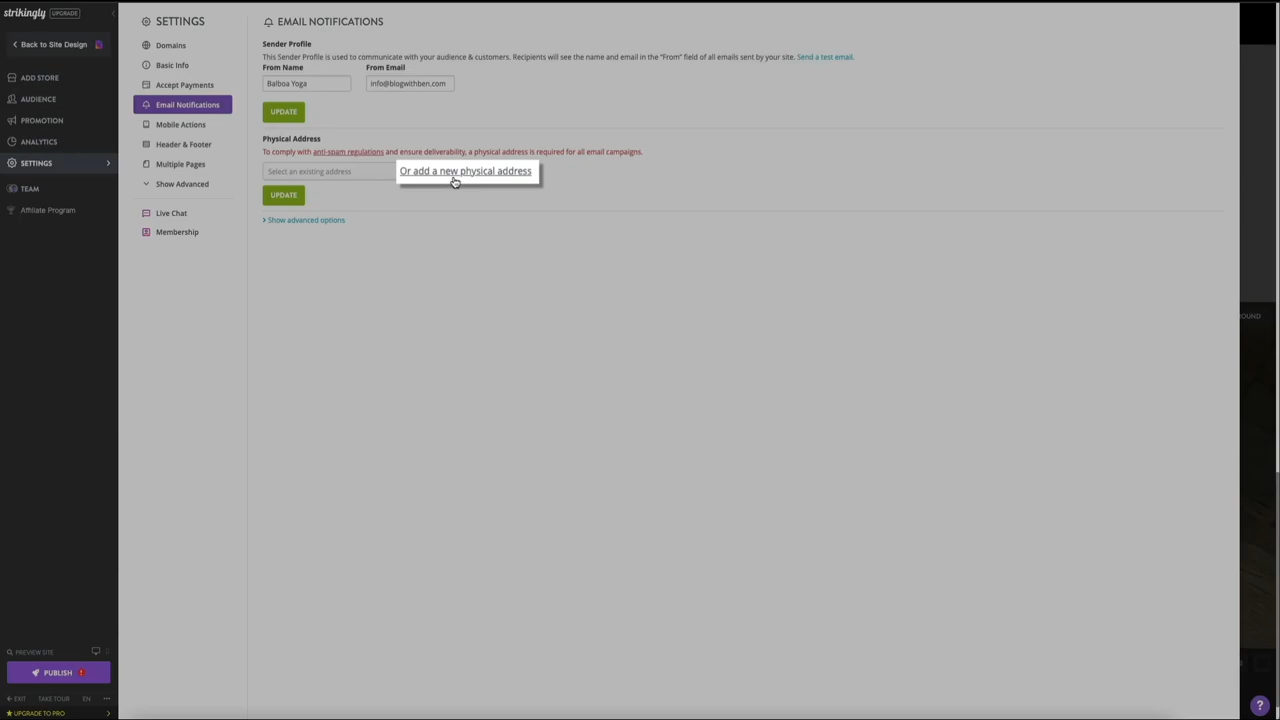 strikingly UPGRADE
Back to Site Design
ADD STORE
AUDIENCE
PROMOTION
ANALYTICS
SETTINGS
TEAM
Affiliate Program
PREVIEW SITE
PUBLISH !
EXIT TAKE TOUR EN ...
UPGRADE TO PRO
SETTINGS
Domains
Basic Info
Accept Payments
Email Notifications
Mobile Actions
Header & Footer
Multiple Pages
Show Advanced
Live Chat
Membership
EMAIL NOTIFICATIONS
Sender Profile
This Sender Profile is used to communicate with your audience & customers. Recipients will see the name and email in the "From" field of all emails sent by your site. Send a test email.
From Name From Email
Balboa Yoga info@blogwithben.com
UPDATE
Physical Address
To comply with anti-spam regulations and ensure deliverability, a physical address is required for all email campaigns.
Select an existing address Or add a new physical address
UPDATE
Show advanced options
OUND
?